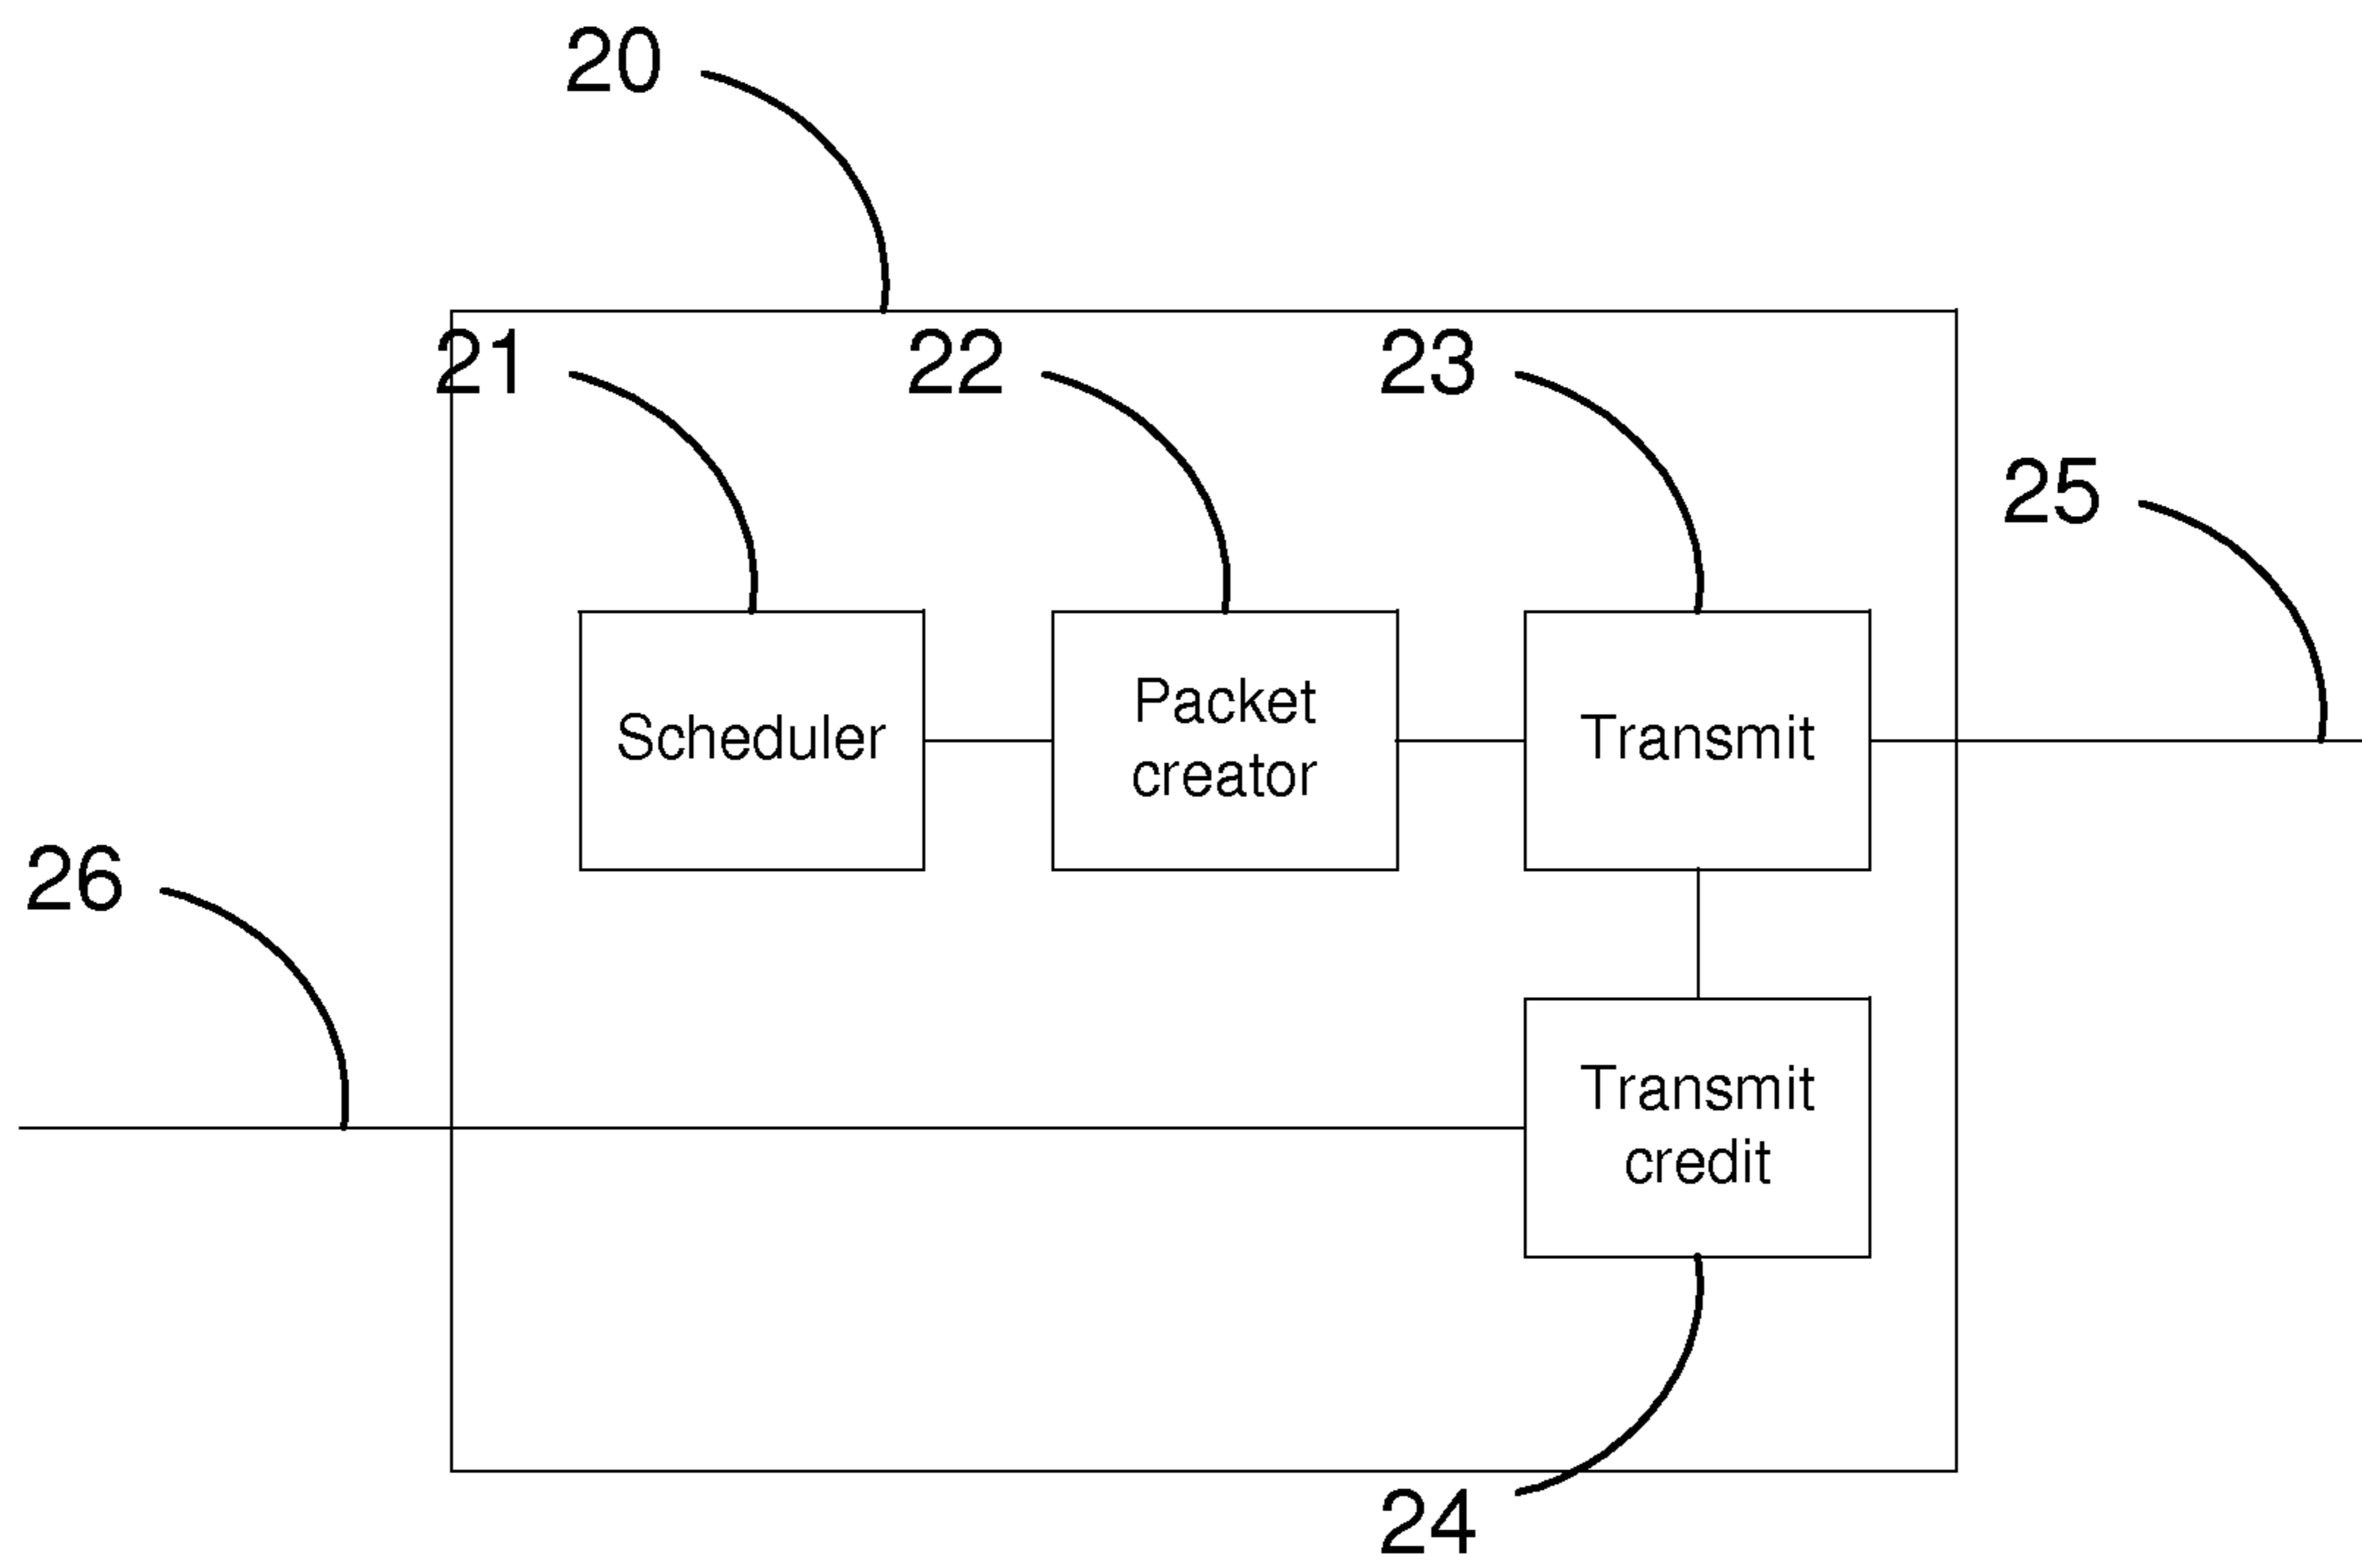 20
21
22
23
25
Scheduler
Packet
creator
Transmit
26
Transmit
credit
24